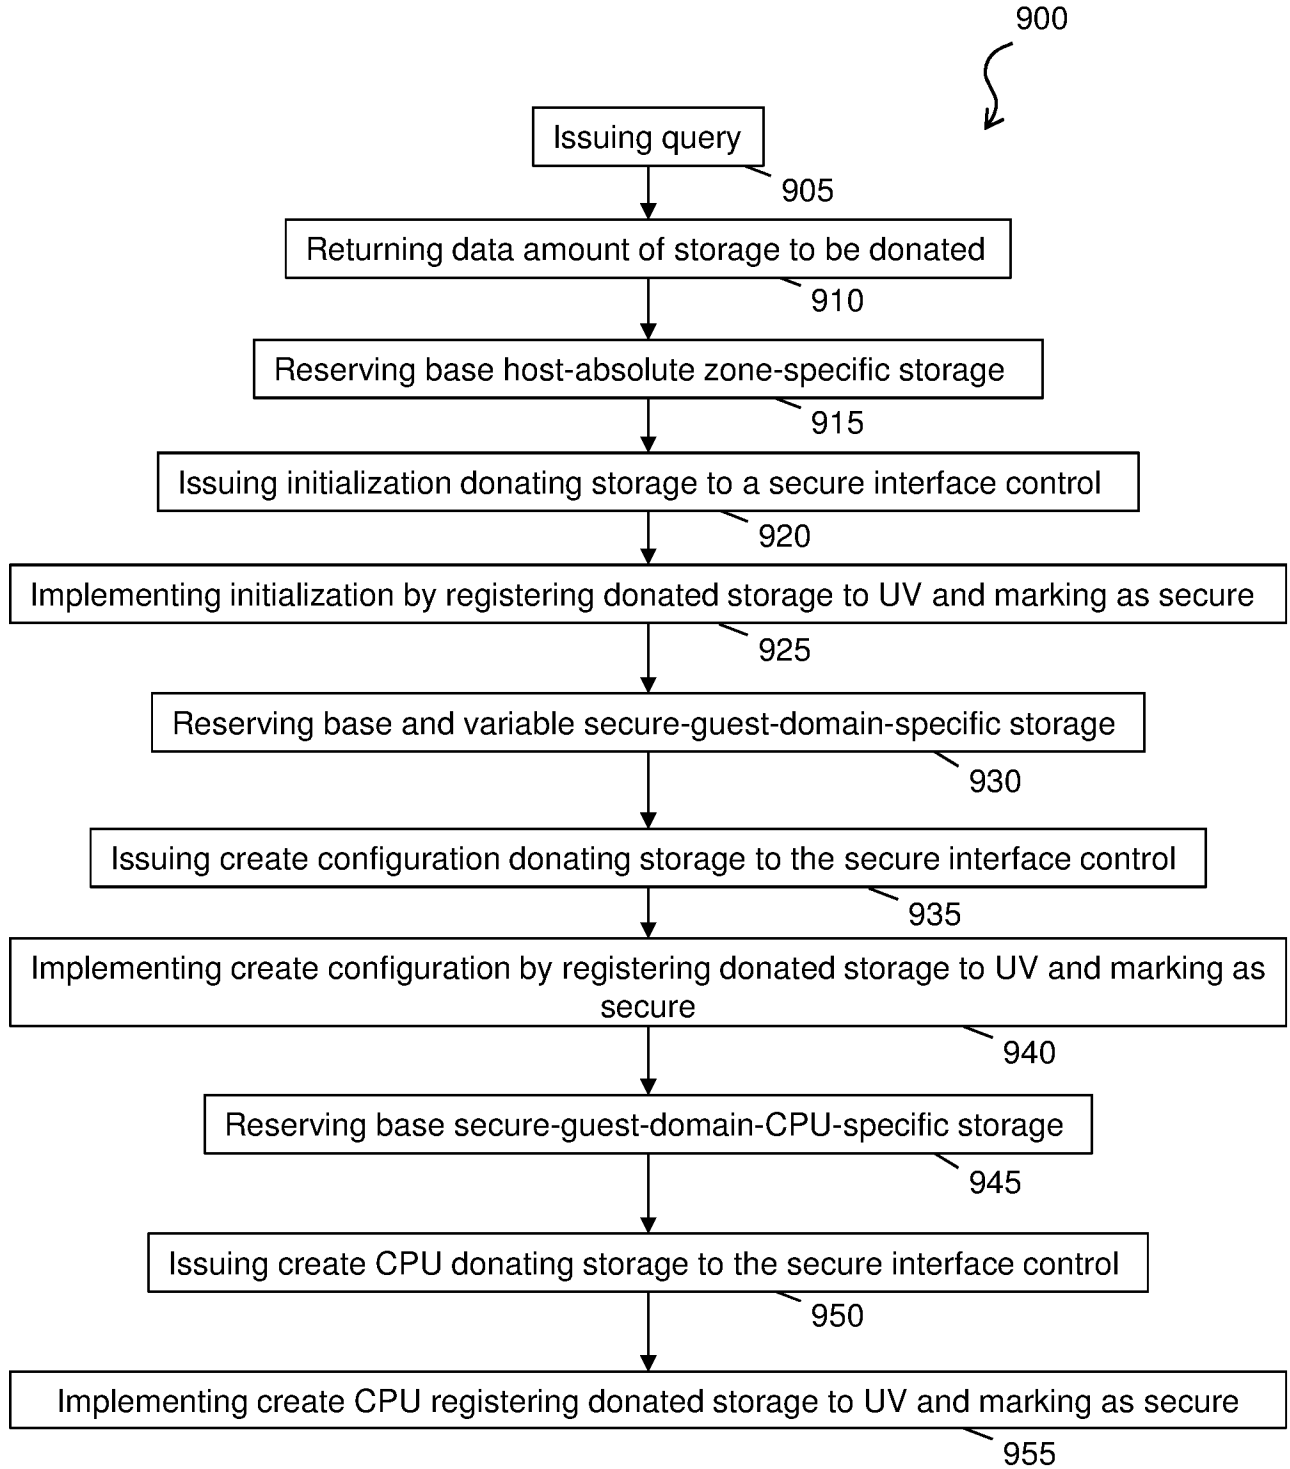 900
Issuing query
905
Returning data amount of storage to be donated
910
Reserving base host-absolute zone-specific storage
915
Issuing initialization donating storage to a secure interface control
920
Implementing initialization by registering donated storage to UV and marking as secure
925
Reserving base and variable secure-guest-domain-specific storage
930
Issuing create configuration donating storage to the secure interface control
935
Implementing create configuration by registering donated storage to UV and marking as
secure
940
Reserving base secure-guest-domain-CPU-specific storage
945
Issuing create CPU donating storage to the secure interface control
950
Implementing create CPU registering donated storage to UV and marking as secure
955